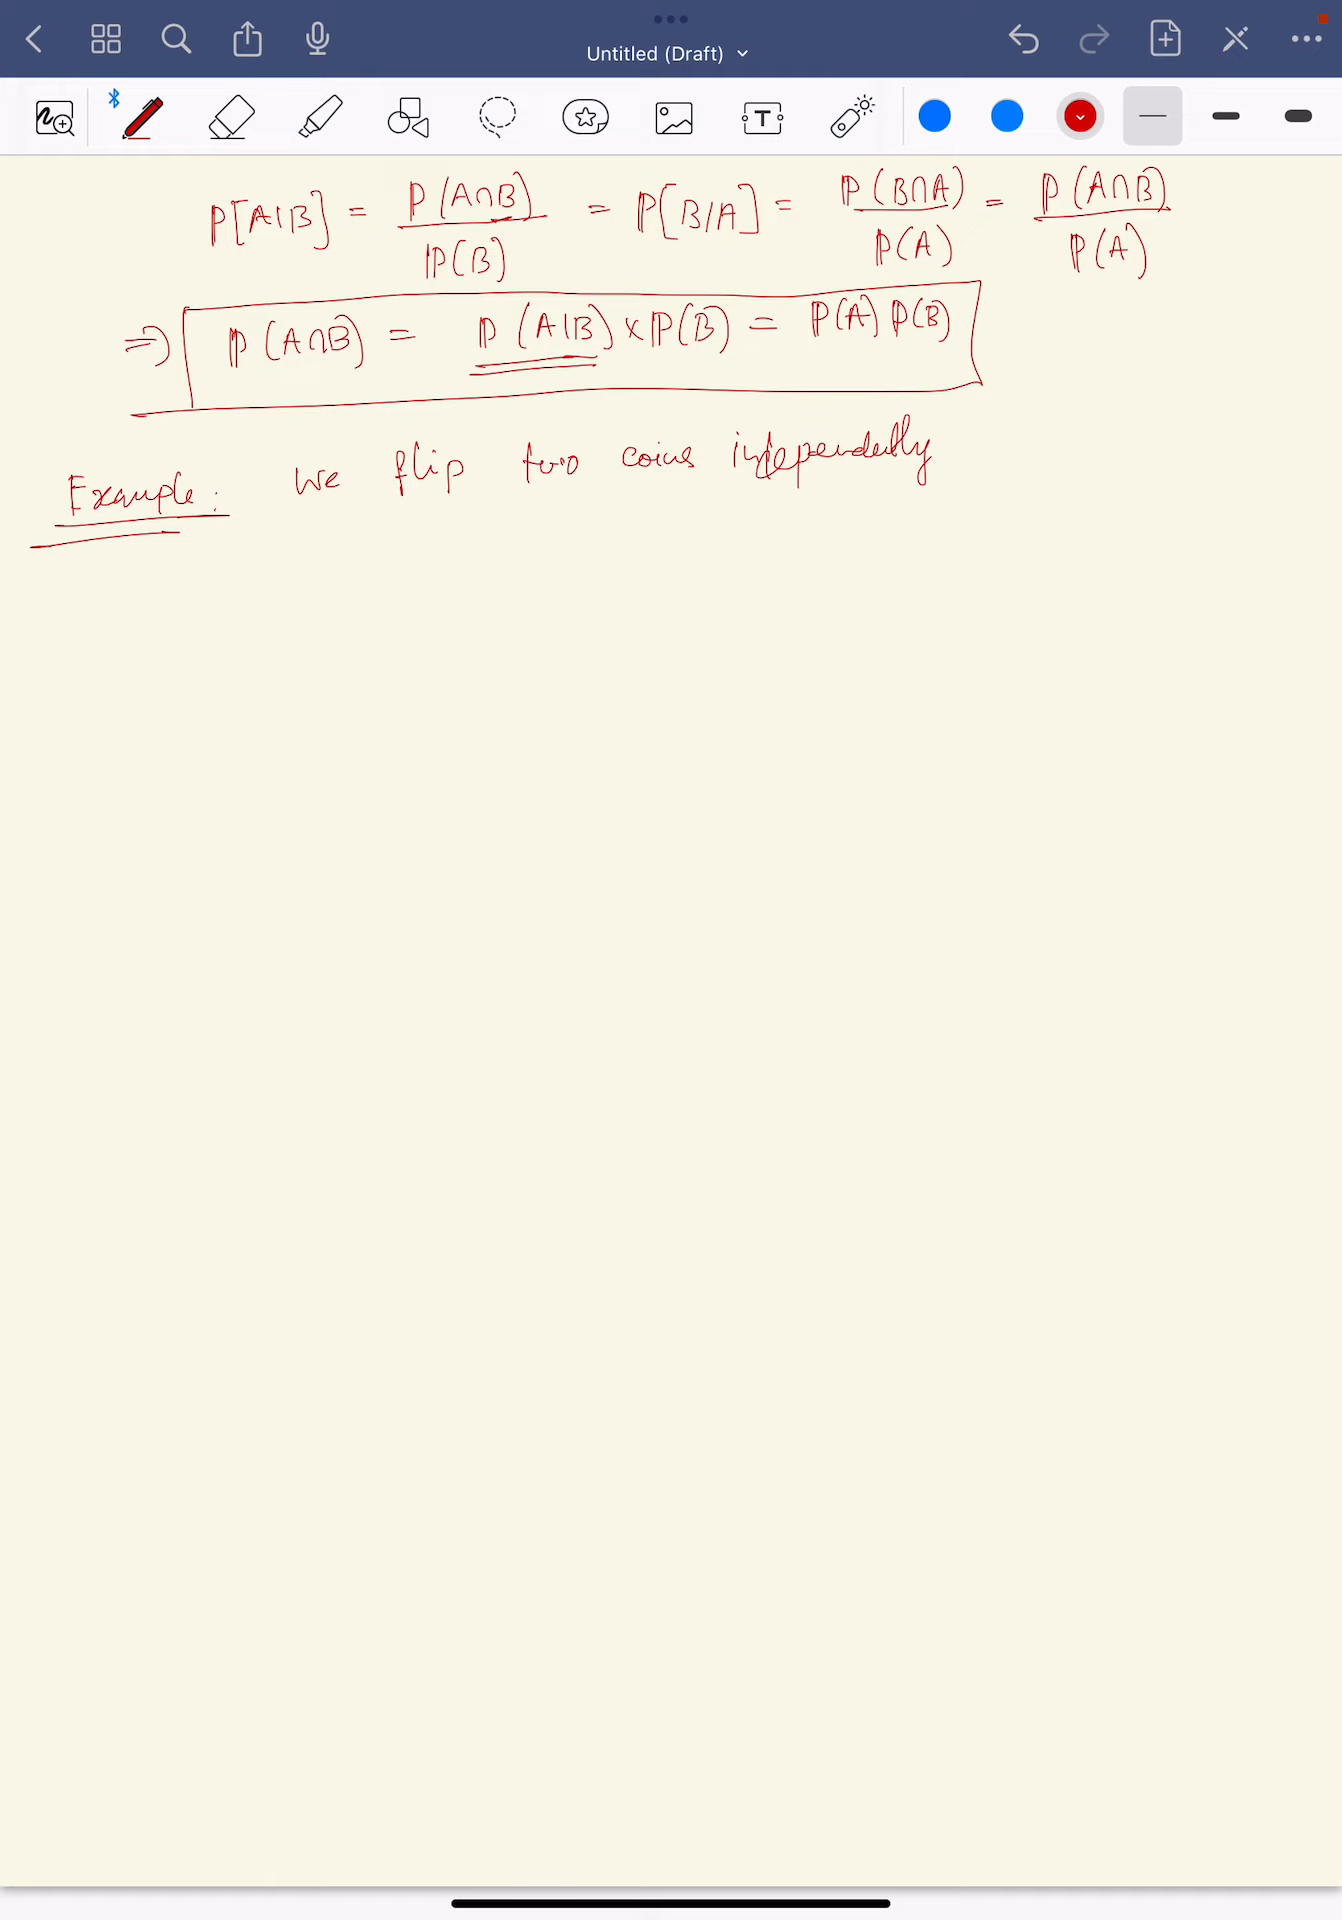 Untitled (Draft)
P[A|B] = P(A∩B) / P(B) = P[B/A] = P(B∩A) / P(A) = P(A∩B) / P(A)
⇒ P(A∩B) = P(A|B) × P(B) = P(A) P(B)
Example: We flip two coins independently